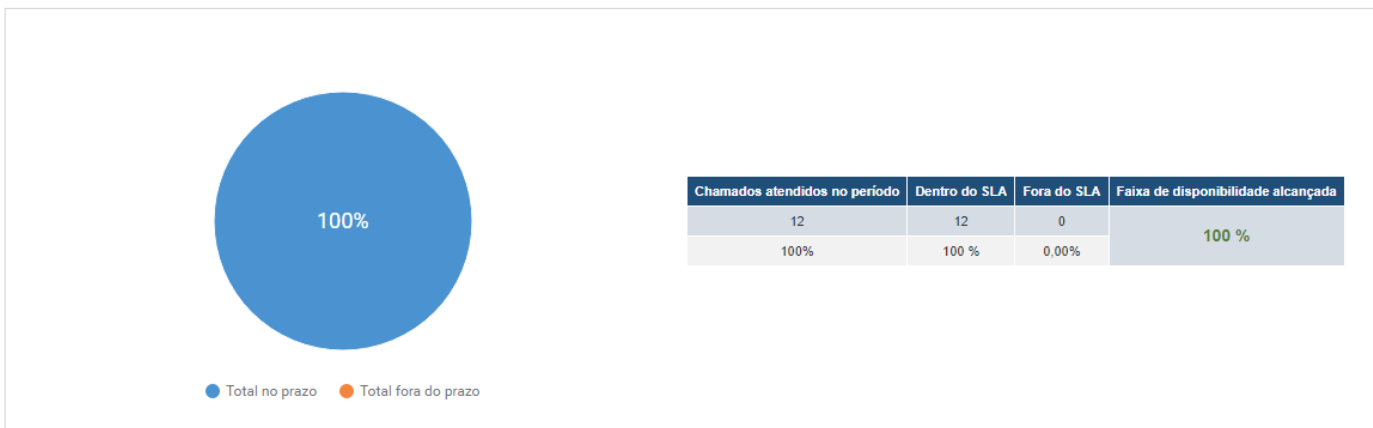 100%
Total no prazo
Total fora do prazo
Chamados atendidos no período Dentro do SLA Fora do SLA Faixa de disponibilidade alcançada
12 12 0
100 %
100% 100 % 0,00%